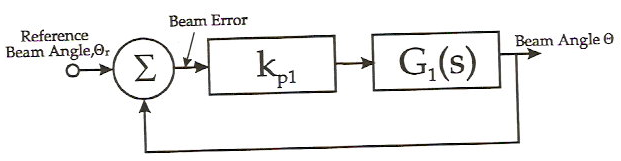 Beam Error
Reference
Beam Angle,Θr
Σ
kp1
G1(s)
Beam Angle Θ